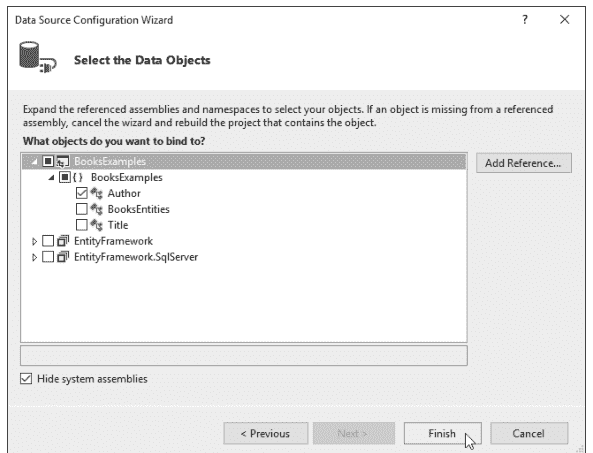 Data Source Configuration Wizard
?
Select the Data Objects
Expand the referenced assemblies and namespaces to select your objects. If an object is missing from a referenced
assembly, cancel the wizard and rebuild the project that contains the object.
What objects do you want to bind to?
BooksExamples
Add Reference...
{ } BooksExamples
Author
BooksEntities
Title
EntityFramework
EntityFramework.SqlServer
Hide system assemblies
< Previous
Next >
Finish
Cancel